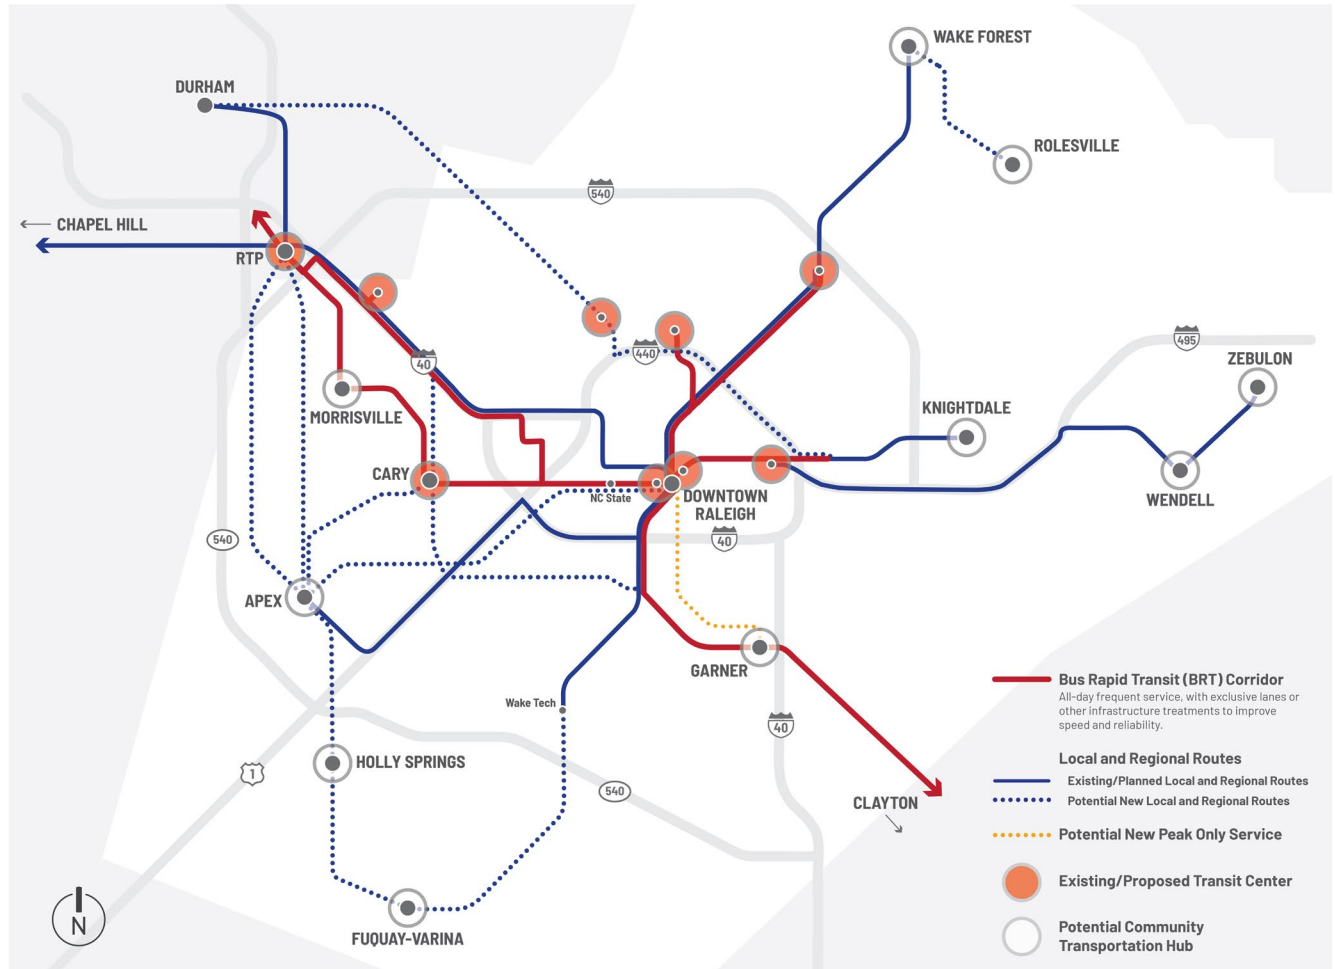 WAKE FOREST
DURHAM
ROLESVILLE
540
CHAPEL HILL
RTP
495
440
ZEBULON
40
KNIGHTDALE
MORRISVILLE
CARY
NC State
DOWNTOWN
RALEIGH
WENDELL
540
40
APEX
GARNER
Wake Tech
40
HOLLY SPRINGS
1
540
CLAYTON
FUQUAY-VARINA
N
Bus Rapid Transit (BRT) Corridor
All-day frequent service, with exclusive lanes or
other infrastructure treatments to improve
speed and reliability.
Local and Regional Routes
Existing/Planned Local and Regional Routes
Potential New Local and Regional Routes
Potential New Peak Only Service
Existing/Proposed Transit Center
Potential Community
Transportation Hub